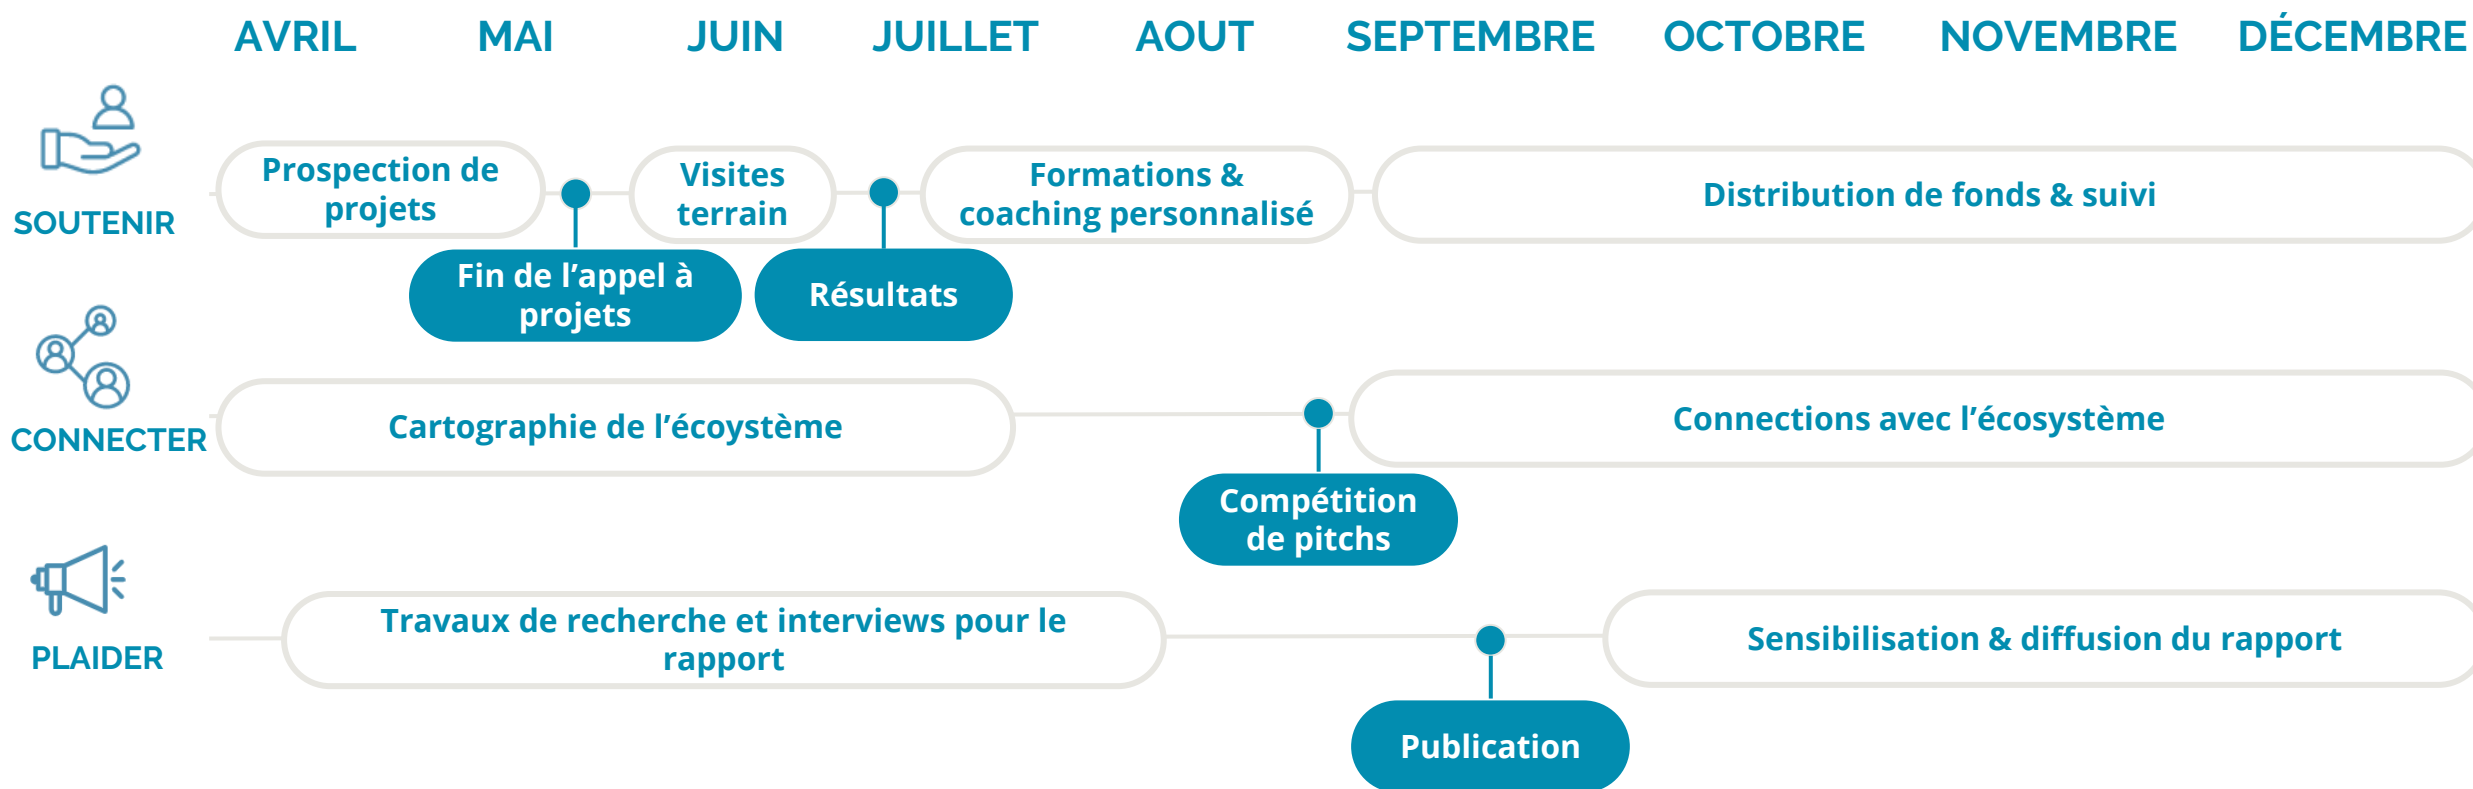 AVRIL MAI JUIN JUILLET AOUT SEPTEMBRE OCTOBRE NOVEMBRE DÉCEMBRE
SOUTENIR
Prospection de
projets
Visites
terrain
Formations &
coaching personnalisé
Distribution de fonds & suivi
Fin de l’appel à
projets
Résultats
CONNECTER
Cartographie de l’écoystème
Connections avec l’écosystème
Compétition
de pitchs
PLAIDER
Travaux de recherche et interviews pour le
rapport
Sensibilisation & diffusion du rapport
Publication